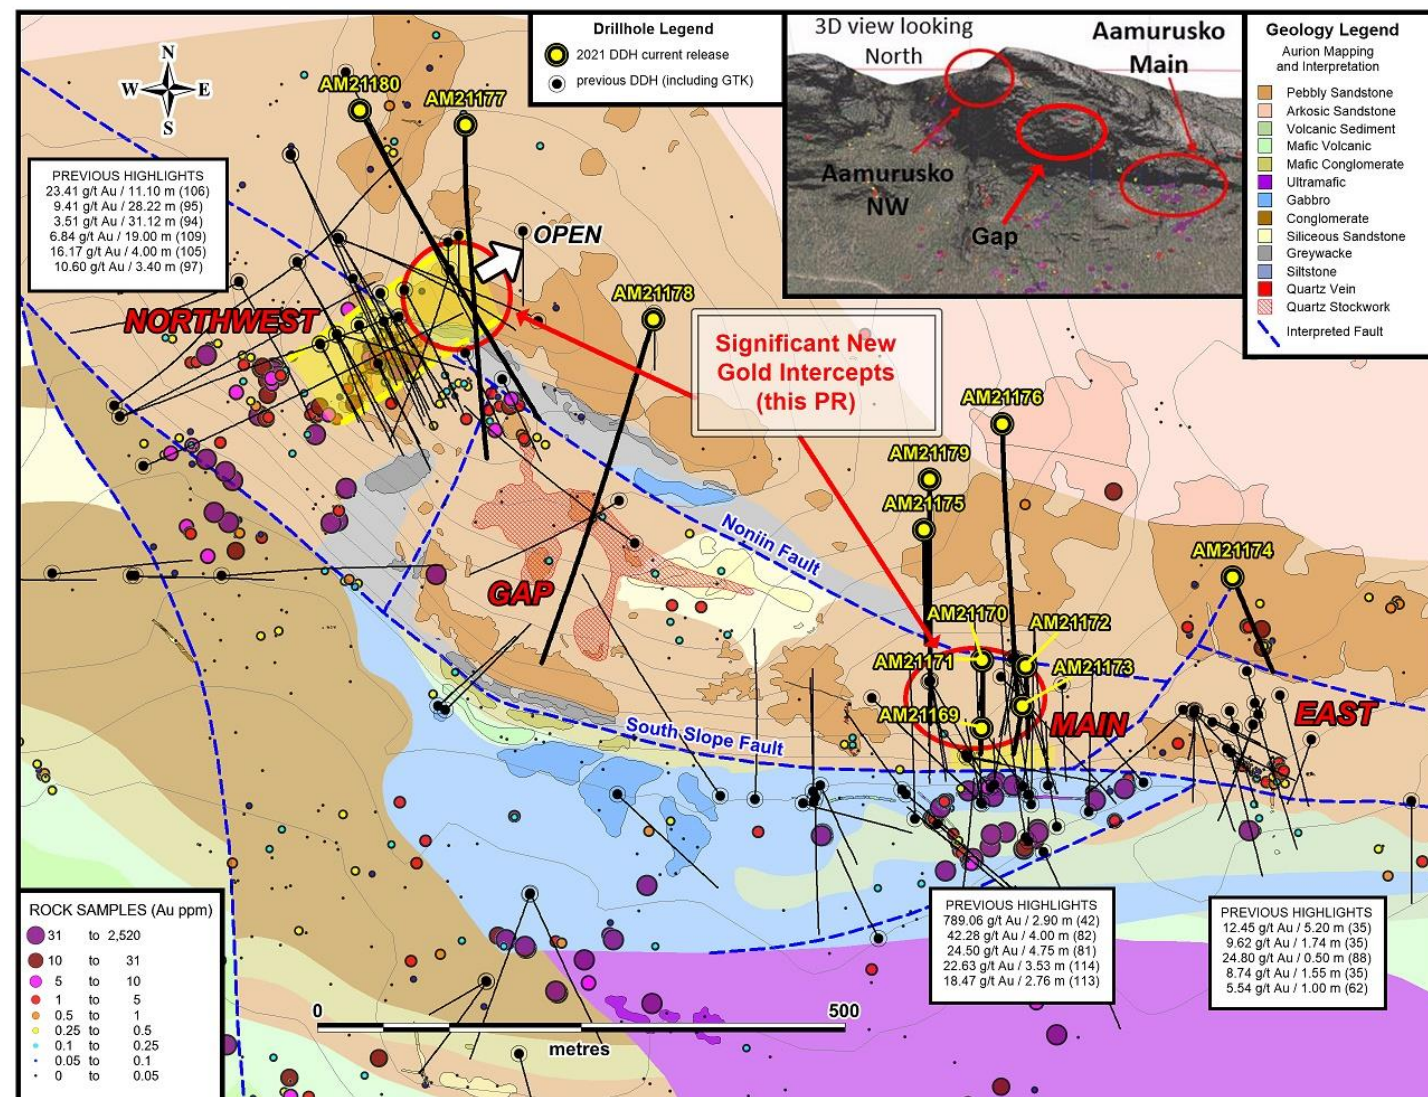 N
W E
S
Drillhole Legend
2021 DDH current release
previous DDH (including GTK)
3D view looking
North
Aamurusko
Main
Aamurusko
NW
Gap
Geology Legend
Aurion Mapping
and Interpretation
Pebbly Sandstone
Arkosic Sandstone
Volcanic Sediment
Mafic Volcanic
Mafic Conglomerate
Ultramafic
Gabbro
Conglomerate
Siliceous Sandstone
Greywacke
Siltstone
Quartz Vein
Quartz Stockwork
Interpreted Fault
AM21180
AM21177
PREVIOUS HIGHLIGHTS
23.41 g/t Au / 11.10 m (106)
9.41 g/t Au / 28.22 m (95)
3.51 g/t Au / 31.12 m (94)
6.84 g/t Au / 19.00 m (109)
16.17 g/t Au / 4.00 m (105)
10.60 g/t Au / 3.40 m (97)
OPEN
AM21178
NORTHWEST
Significant New
Gold Intercepts
(this PR)
AM21176
AM21179
AM21175
Noniin Fault
AM21174
GAP
AM21170
AM21172
AM21171
AM21173
AM21169
MAIN
EAST
South Slope Fault
ROCK SAMPLES (Au ppm)
31 to 2,520
10 to 31
5 to 10
1 to 5
0.5 to 1
0.25 to 0.5
0.1 to 0.25
0.05 to 0.1
0 to 0.05
0 500
metres
PREVIOUS HIGHLIGHTS
789.06 g/t Au / 2.90 m (42)
42.28 g/t Au / 4.00 m (82)
24.50 g/t Au / 4.75 m (81)
22.63 g/t Au / 3.53 m (114)
18.47 g/t Au / 2.76 m (113)
PREVIOUS HIGHLIGHTS
12.45 g/t Au / 5.20 m (35)
9.62 g/t Au / 1.74 m (35)
24.80 g/t Au / 0.50 m (88)
8.74 g/t Au / 1.55 m (35)
5.54 g/t Au / 1.00 m (62)